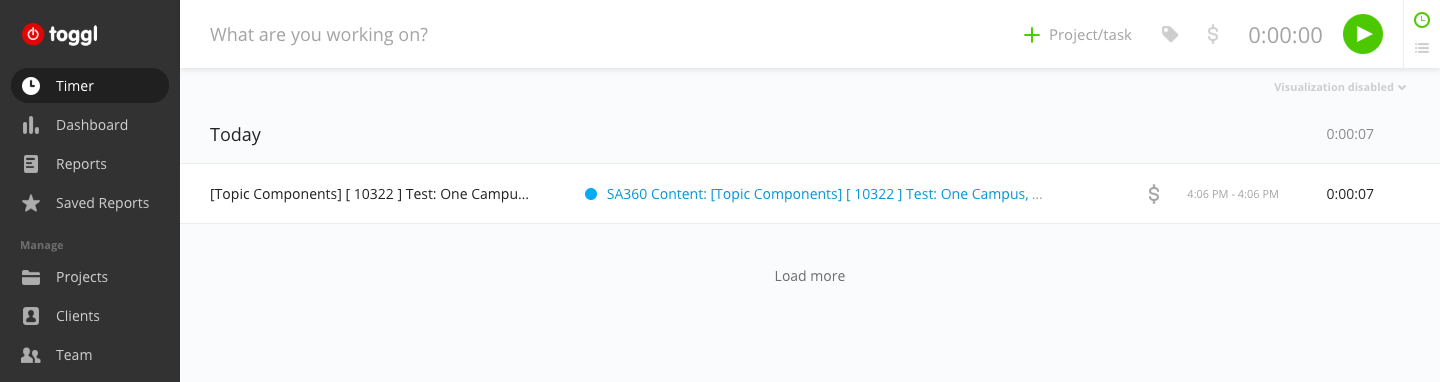 toggl
Timer
Dashboard
Reports
Saved Reports
Manage
Projects
Clients
Team
What are you working on?
Project/task
$
0:00:00
Visualization disabled
Today
0:00:07
[Topic Components] [ 10322 ] Test: One Campu...
SA360 Content: [Topic Components] [ 10322 ] Test: One Campus, ...
$
4:06 PM - 4:06 PM
0:00:07
Load more